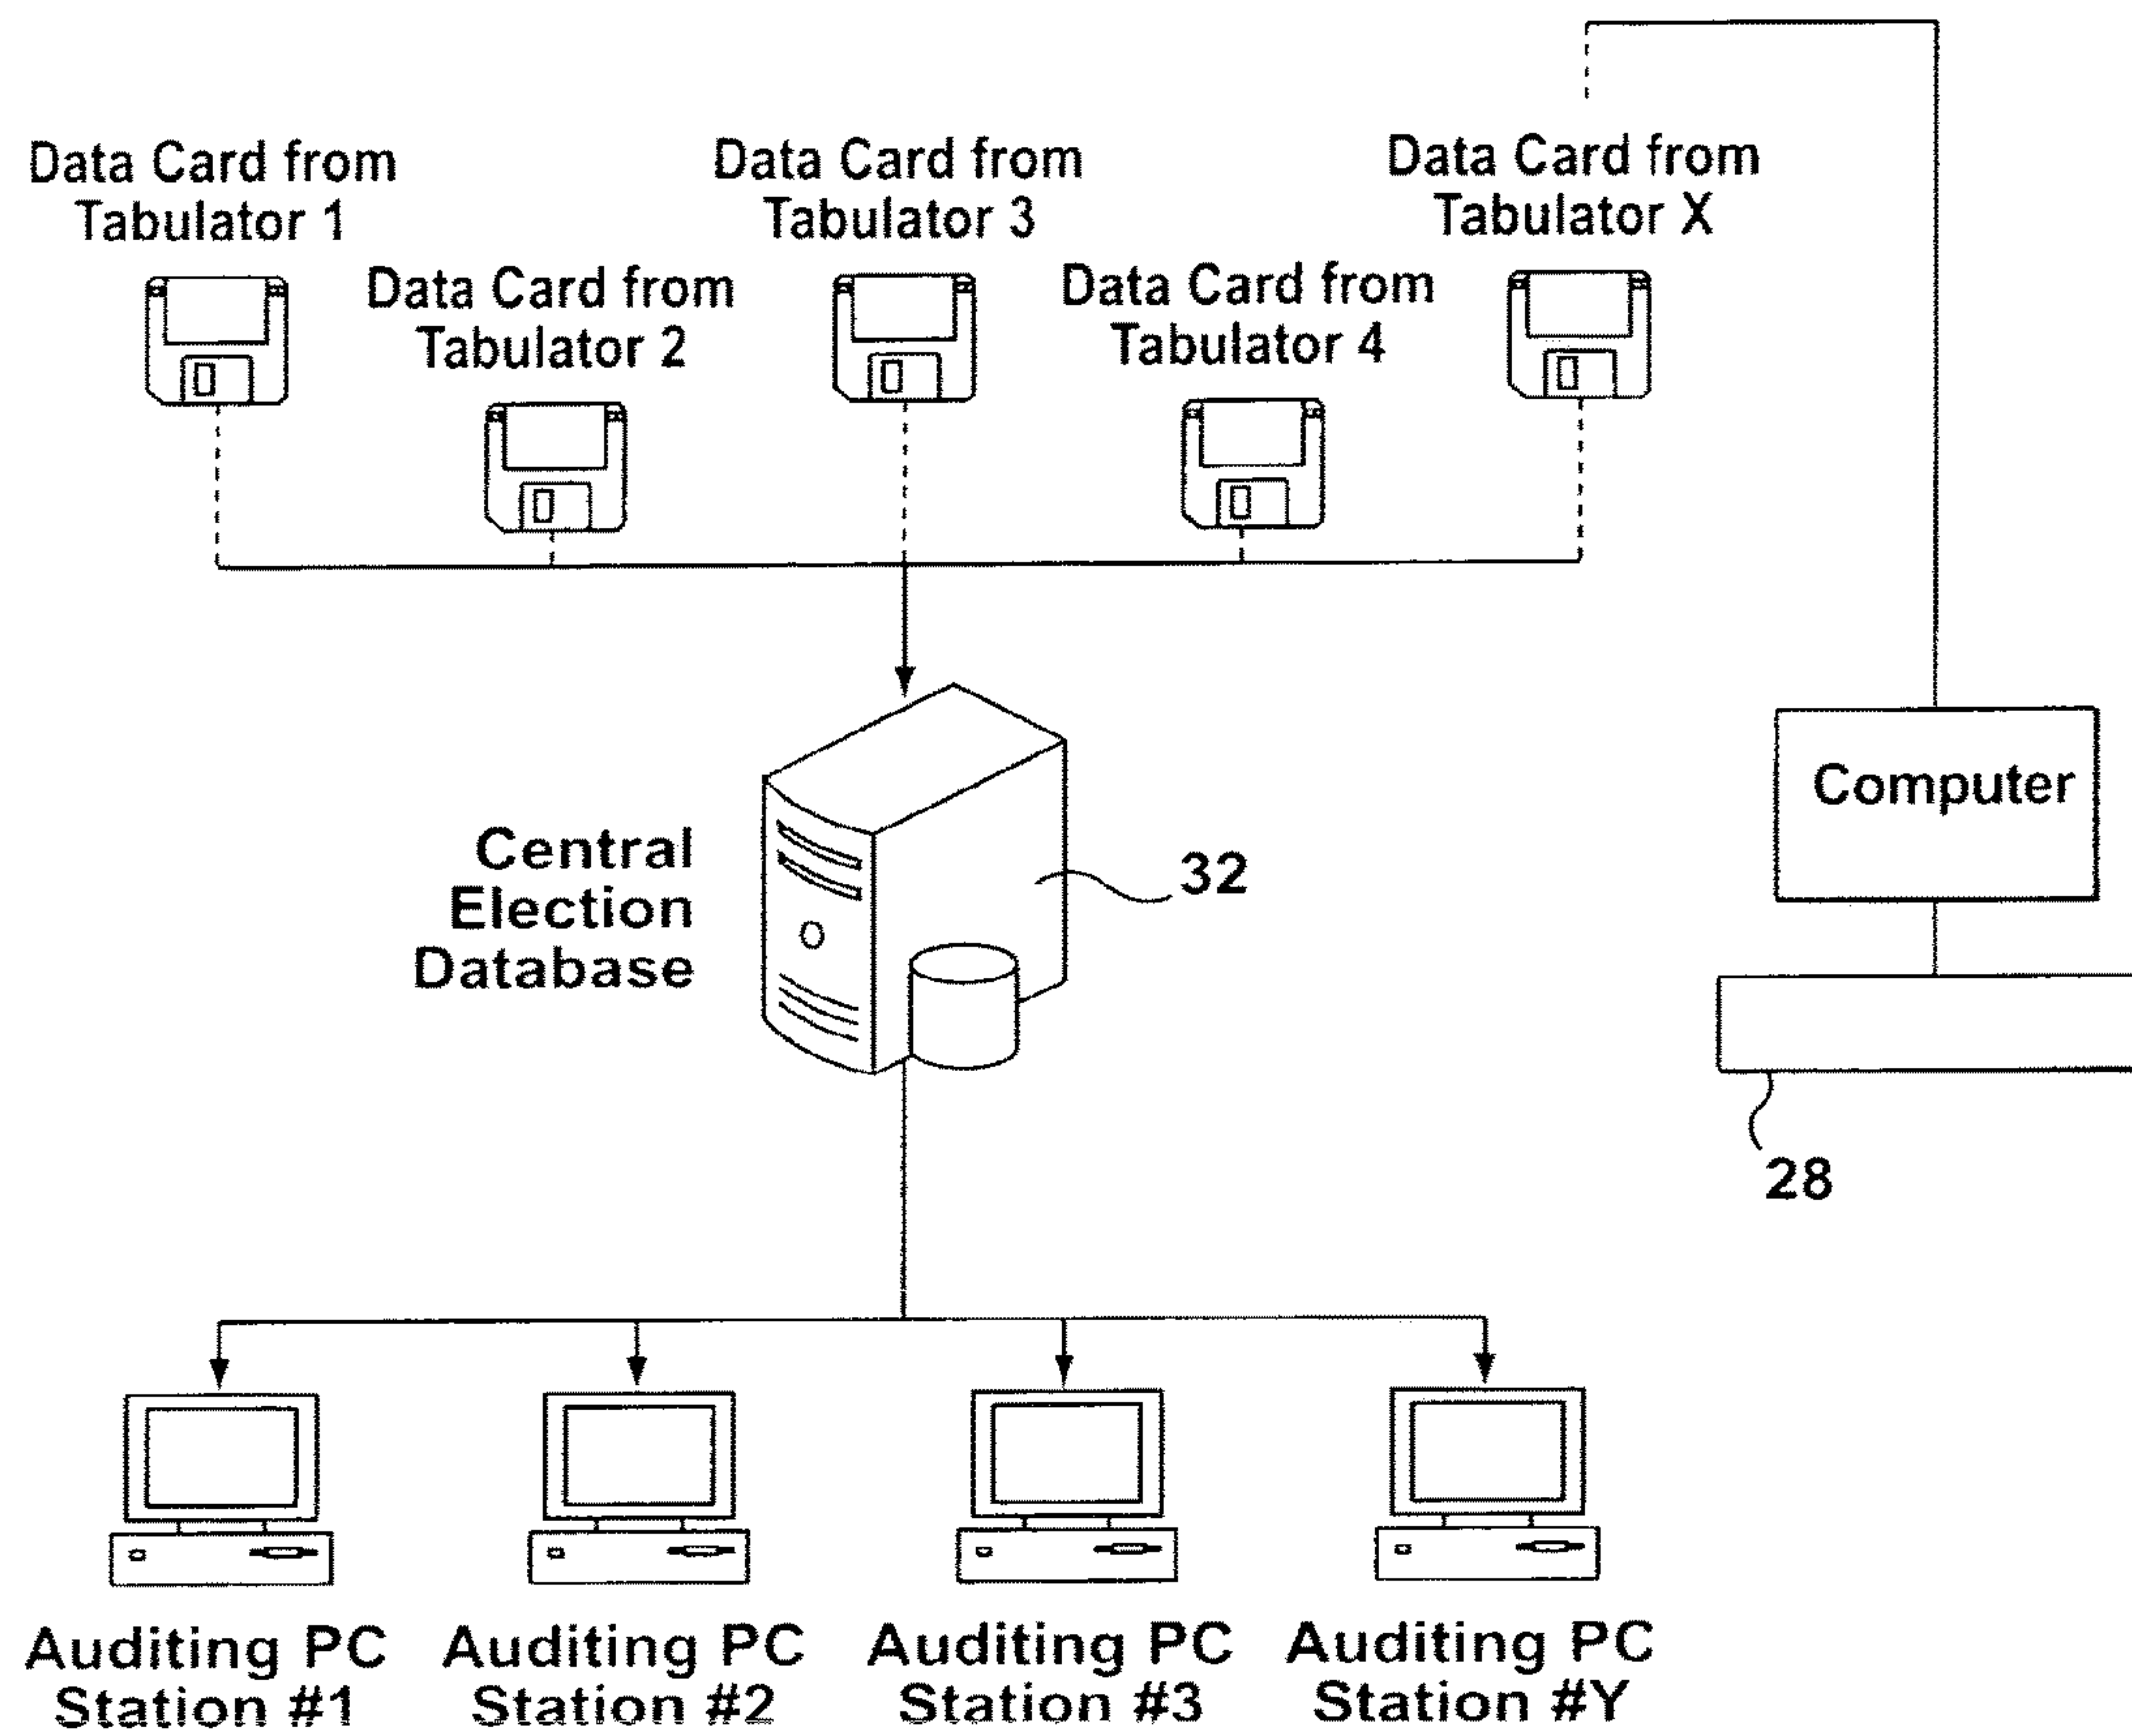 Data Card from
Tabulator 1
Data Card from
Tabulator 2
Data Card from
Tabulator 3
Data Card from
Tabulator 4
Data Card from
Tabulator X
Computer
Central
Election
Database
32
28
Auditing PC
Station #1
Auditing PC
Station #2
Auditing PC
Station #3
Auditing PC
Station #Y